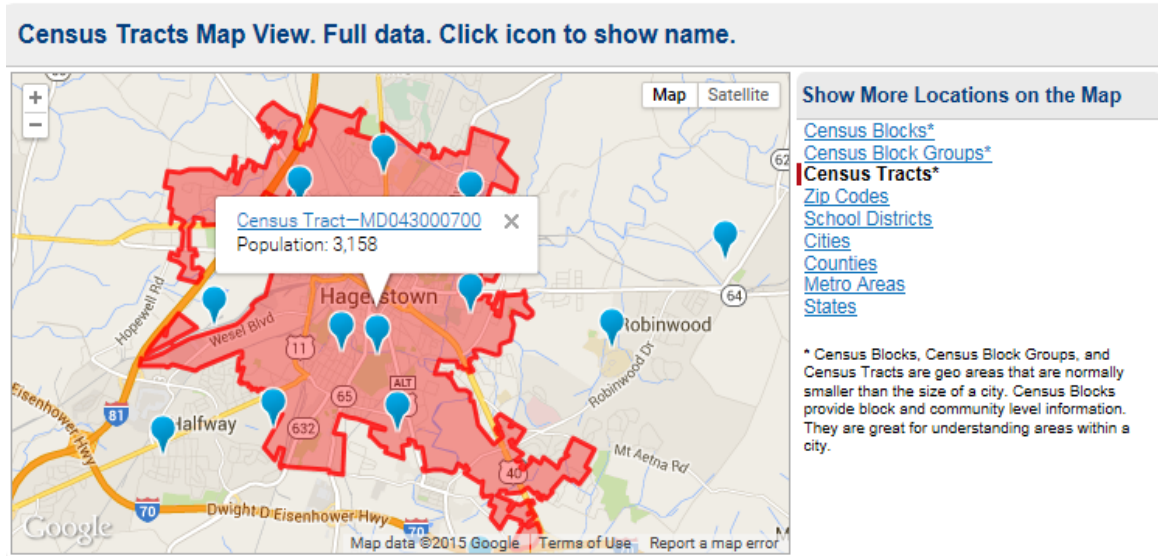 Census Tracts Map View. Full data. Click icon to show name.
+
−
Map Satellite
62
Census Tract—MD043000700 ×
Population: 3,158
Hopewell Rd
Hagerstown
64
Wesel Blvd
11
Robinwood
Robinwood Dr
Eisenhower Hwy
81
65
ALT
Halfway
632
40
Mt Aetna Rd
70
Dwight D Eisenhower Hwy
70
Google
Map data ©2015 Google Terms of Use Report a map error
Show More Locations on the Map
Census Blocks*
Census Block Groups*
Census Tracts*
Zip Codes
School Districts
Cities
Counties
Metro Areas
States
* Census Blocks, Census Block Groups, and
Census Tracts are geo areas that are normally
smaller than the size of a city. Census Blocks
provide block and community level information.
They are great for understanding areas within a
city.